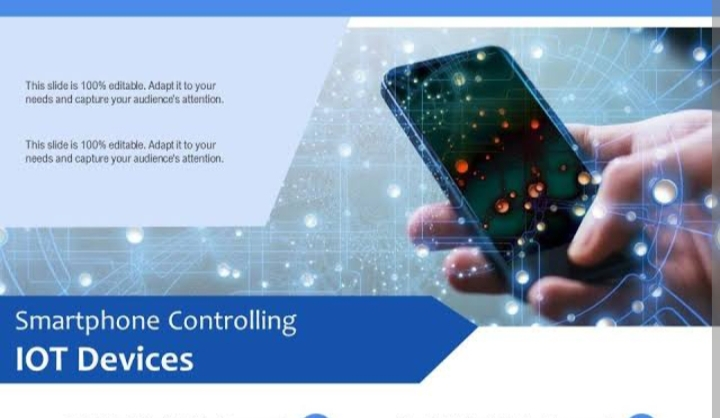 This slide is 100% editable. Adapt it to your
needs and capture your audience's attention.
This slide is 100% editable. Adapt it to your
needs and capture your audience's attention.
Smartphone Controlling
IOT Devices